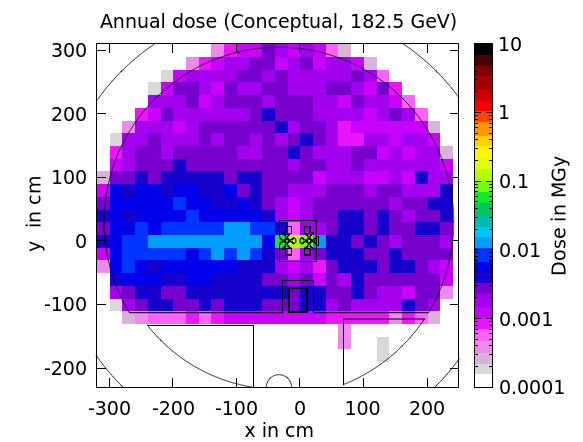 Annual dose (Conceptual, 182.5 GeV)
300
200
100
0
-100
-200
y in cm
-300 -200 -100 0 100 200
x in cm
10
1
0.1
0.01
0.001
0.0001
Dose in MGy